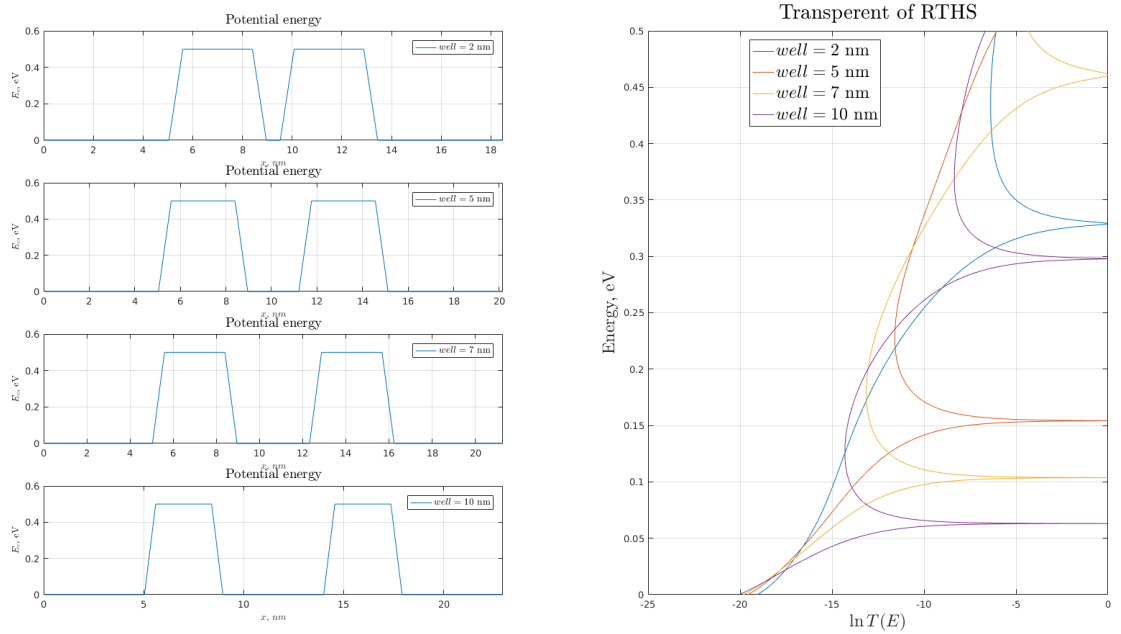 Potential energy
well = 2 nm
E_c, eV
0.6
0.4
0.2
0
0 2 4 6 8 10 12 14 16 18
x, nm
Potential energy
well = 5 nm
E_c, eV
0.6
0.4
0.2
0
0 2 4 6 8 10 12 14 16 18 20
x, nm
Potential energy
well = 7 nm
E_c, eV
0.6
0.4
0.2
0
0 2 4 6 8 10 12 14 16 18 20
x, nm
Potential energy
well = 10 nm
E_c, eV
0.6
0.4
0.2
0
0 5 10 15 20
x, nm
Transperent of RTHS
well = 2 nm
well = 5 nm
well = 7 nm
well = 10 nm
Energy, eV
0.5
0.45
0.4
0.35
0.3
0.25
0.2
0.15
0.1
0.05
0
-25 -20 -15 -10 -5 0
ln T(E)